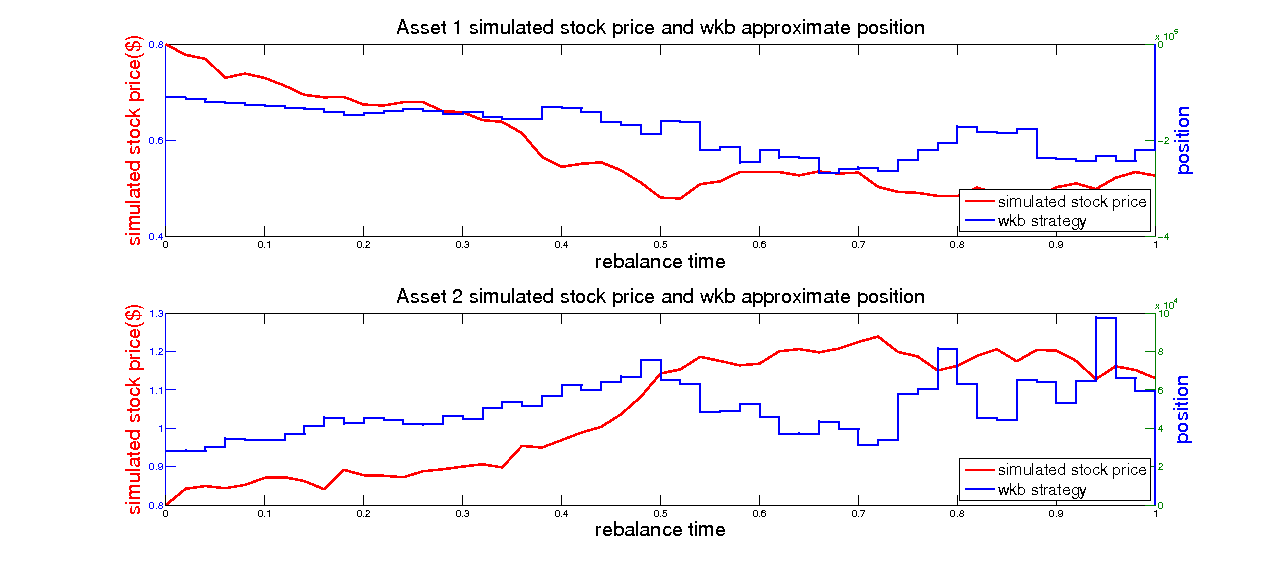 Asset 1 simulated stock price and wkb approximate position
x 10^5
simulated stock price($)
0.8
0.6
0.4
0
-2
-4
position
simulated stock price
wkb strategy
0 0.1 0.2 0.3 0.4 0.5 0.6 0.7 0.8 0.9 1
rebalance time
Asset 2 simulated stock price and wkb approximate position
x 10^4
simulated stock price($)
1.3
1.2
1.1
1
0.9
0.8
10
8
6
4
2
0
position
simulated stock price
wkb strategy
0 0.1 0.2 0.3 0.4 0.5 0.6 0.7 0.8 0.9 1
rebalance time